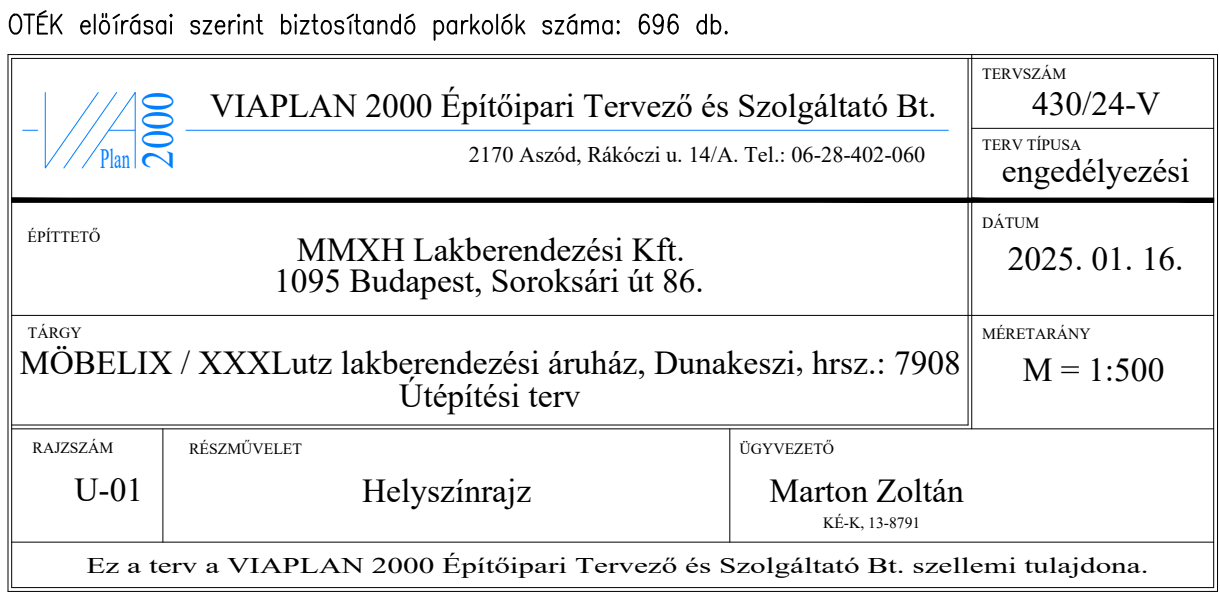 OTÉK előírásai szerint biztosítandó parkolók száma: 696 db.
Plan 2000
VIAPLAN 2000 Építőipari Tervező és Szolgáltató Bt.
2170 Aszód, Rákóczi u. 14/A. Tel.: 06-28-402-060
TERVSZÁM
430/24-V
TERV TÍPUSA
engedélyezési
ÉPÍTTETŐ
MMXH Lakberendezési Kft.
1095 Budapest, Soroksári út 86.
DÁTUM
2025. 01. 16.
TÁRGY
MÖBELIX / XXXLutz lakberendezési áruház, Dunakeszi, hrsz.: 7908
Útépítési terv
MÉRETARÁNY
M = 1:500
RAJZSZÁM
U-01
RÉSZMŰVELET
Helyszínrajz
ÜGYVEZETŐ
Marton Zoltán
KÉ-K, 13-8791
Ez a terv a VIAPLAN 2000 Építőipari Tervező és Szolgáltató Bt. szellemi tulajdona.